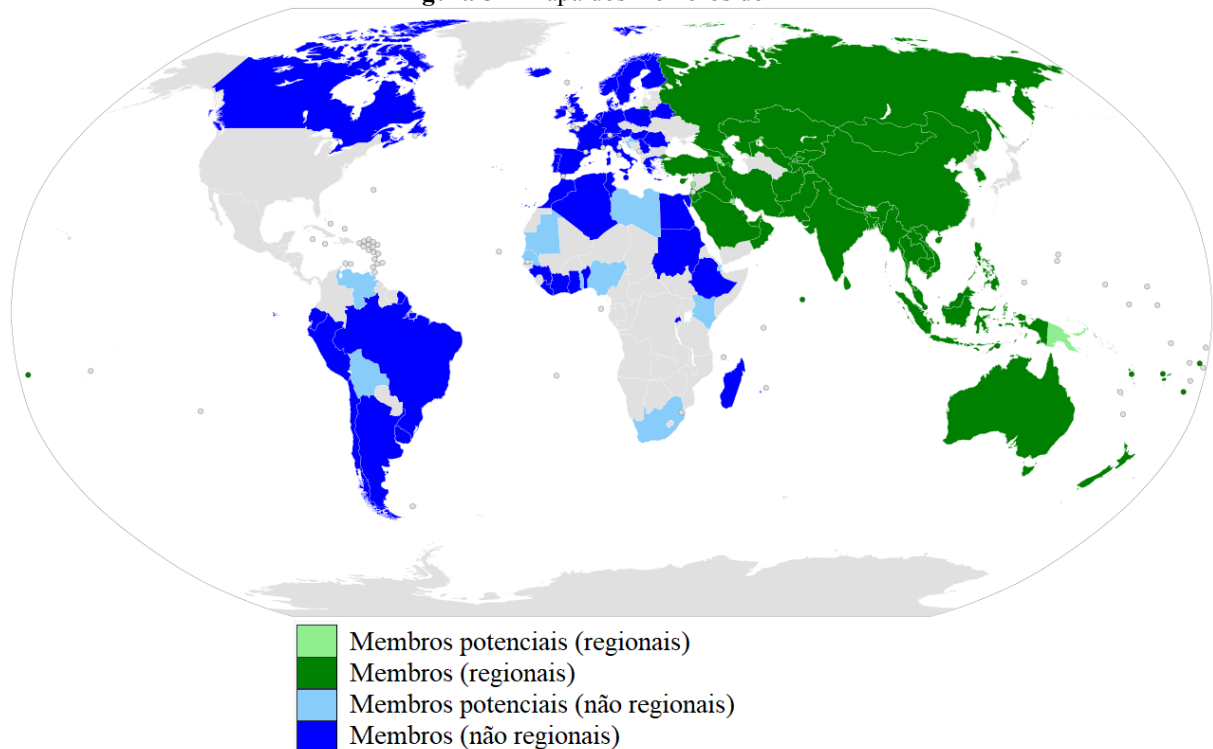 Membros potenciais (regionais)
Membros (regionais)
Membros potenciais (não regionais)
Membros (não regionais)